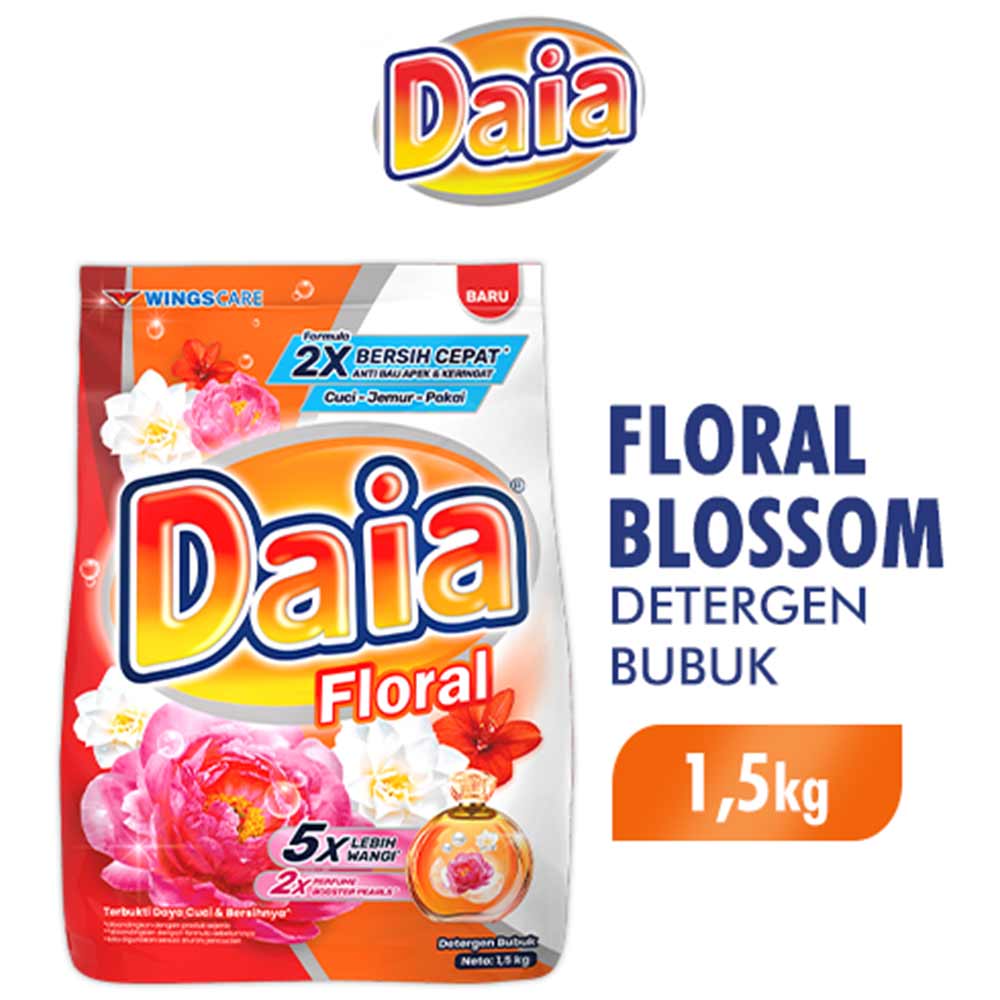 Daia
WINGSCARE
BARU
Formula
2X BERSIH CEPAT*
ANTI BAU APEK & KERINGAT
Cuci - Jemur - Pakai
Daia®
Floral
5X LEBIH WANGI*
2X PERFUME BOOSTER PEARLS*
Terbukti Daya Cuci & Bersihnya*
Detergen Bubuk
Neto: 1,5 kg
FLORAL
BLOSSOM
DETERGEN
BUBUK
1,5kg